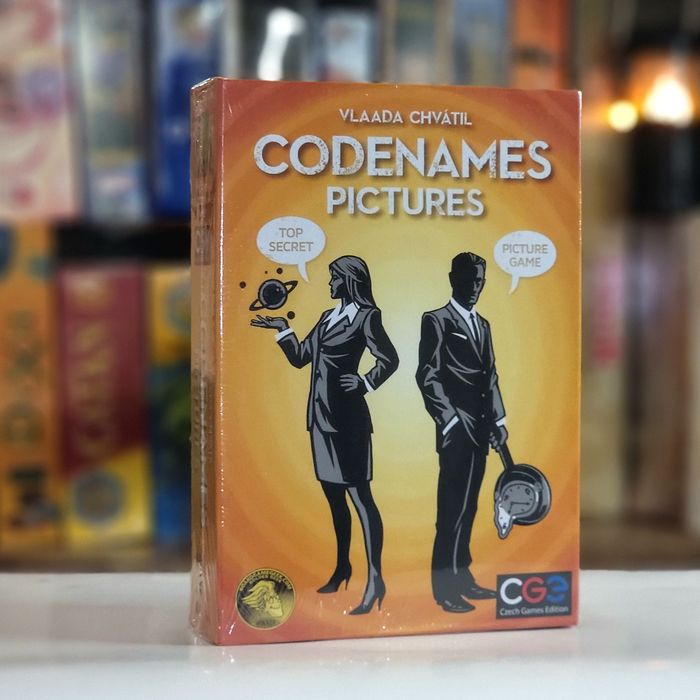 VLAADA CHVÁTIL
CODENAMES
PICTURES
TOP
SECRET
PICTURE
GAME
CGE
Czech Games Edition